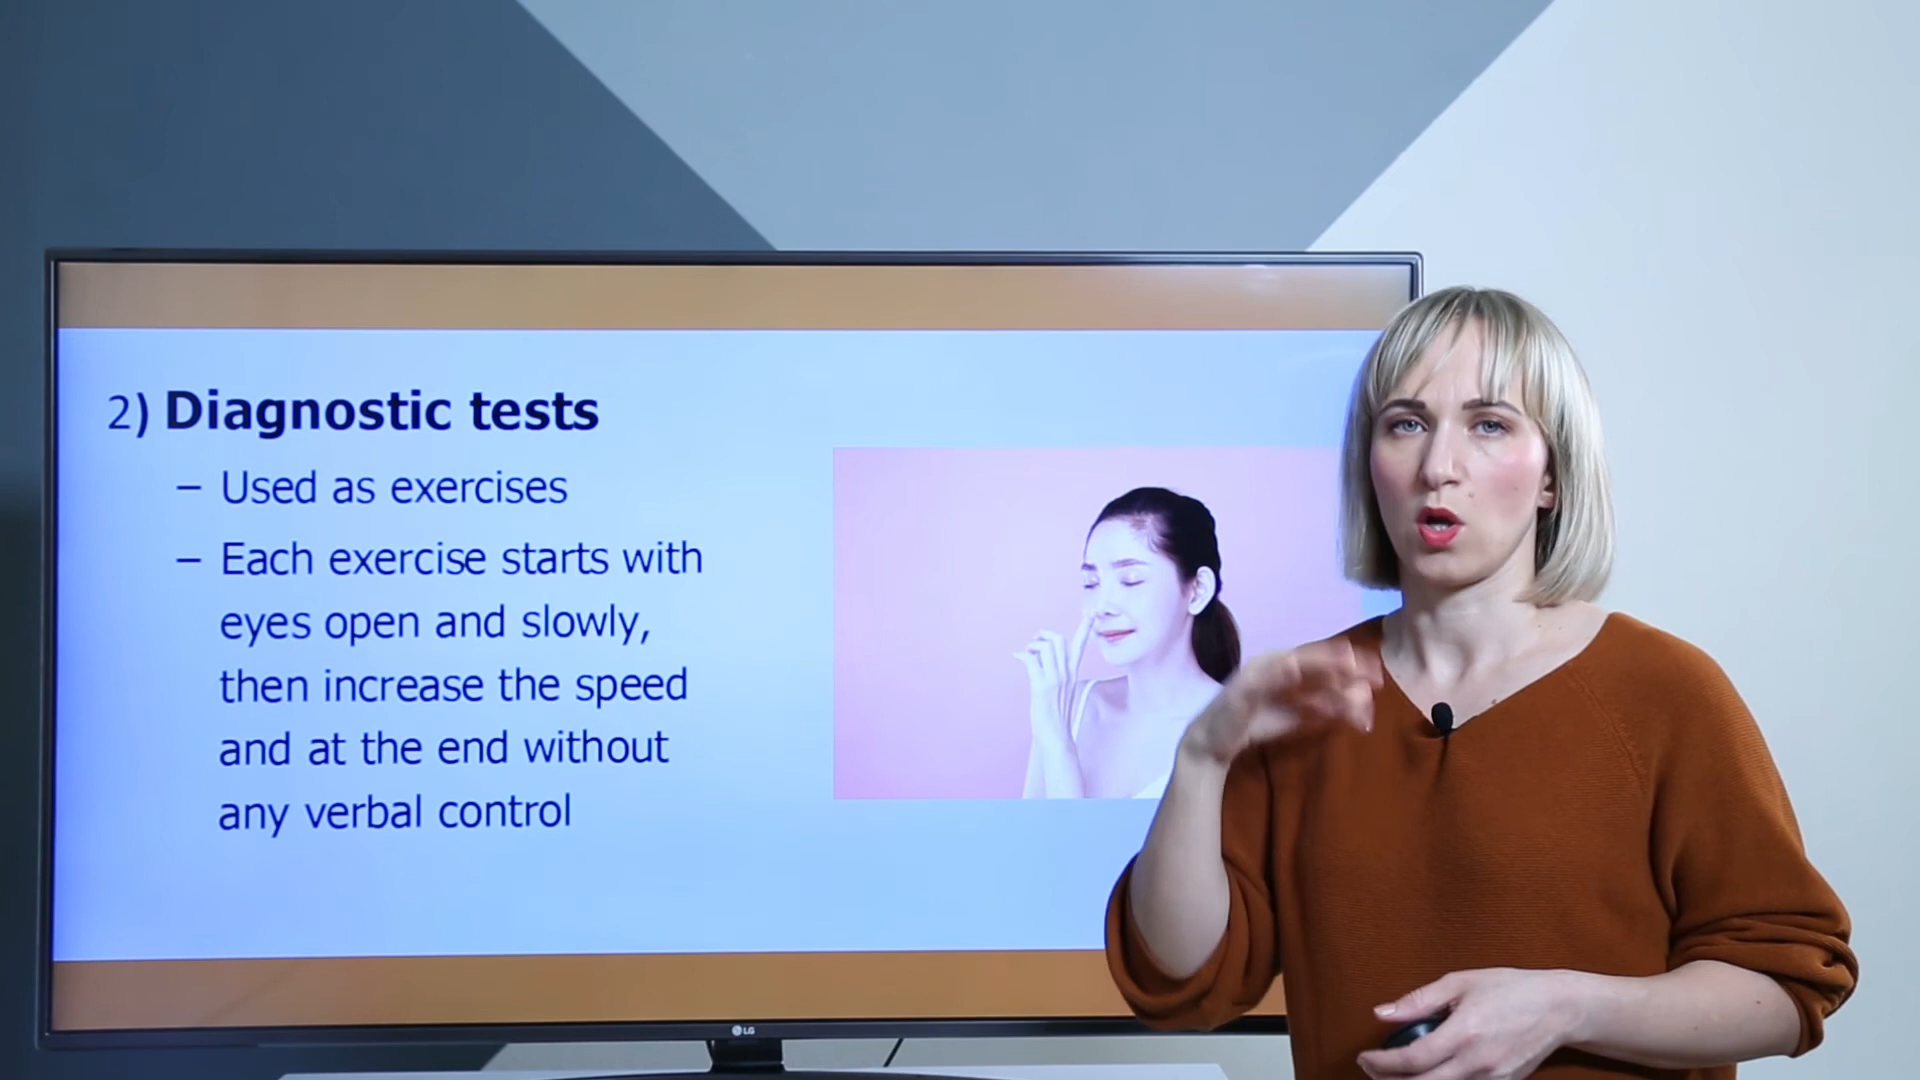 2) Diagnostic tests
– Used as exercises
– Each exercise starts with
eyes open and slowly,
then increase the speed
and at the end without
any verbal control
LG